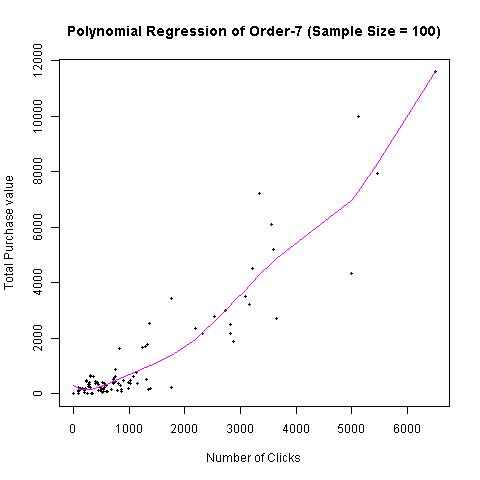 Polynomial Regression of Order-7 (Sample Size = 100)
Total Purchase value
12000
10000
8000
6000
4000
2000
0
0 1000 2000 3000 4000 5000 6000
Number of Clicks